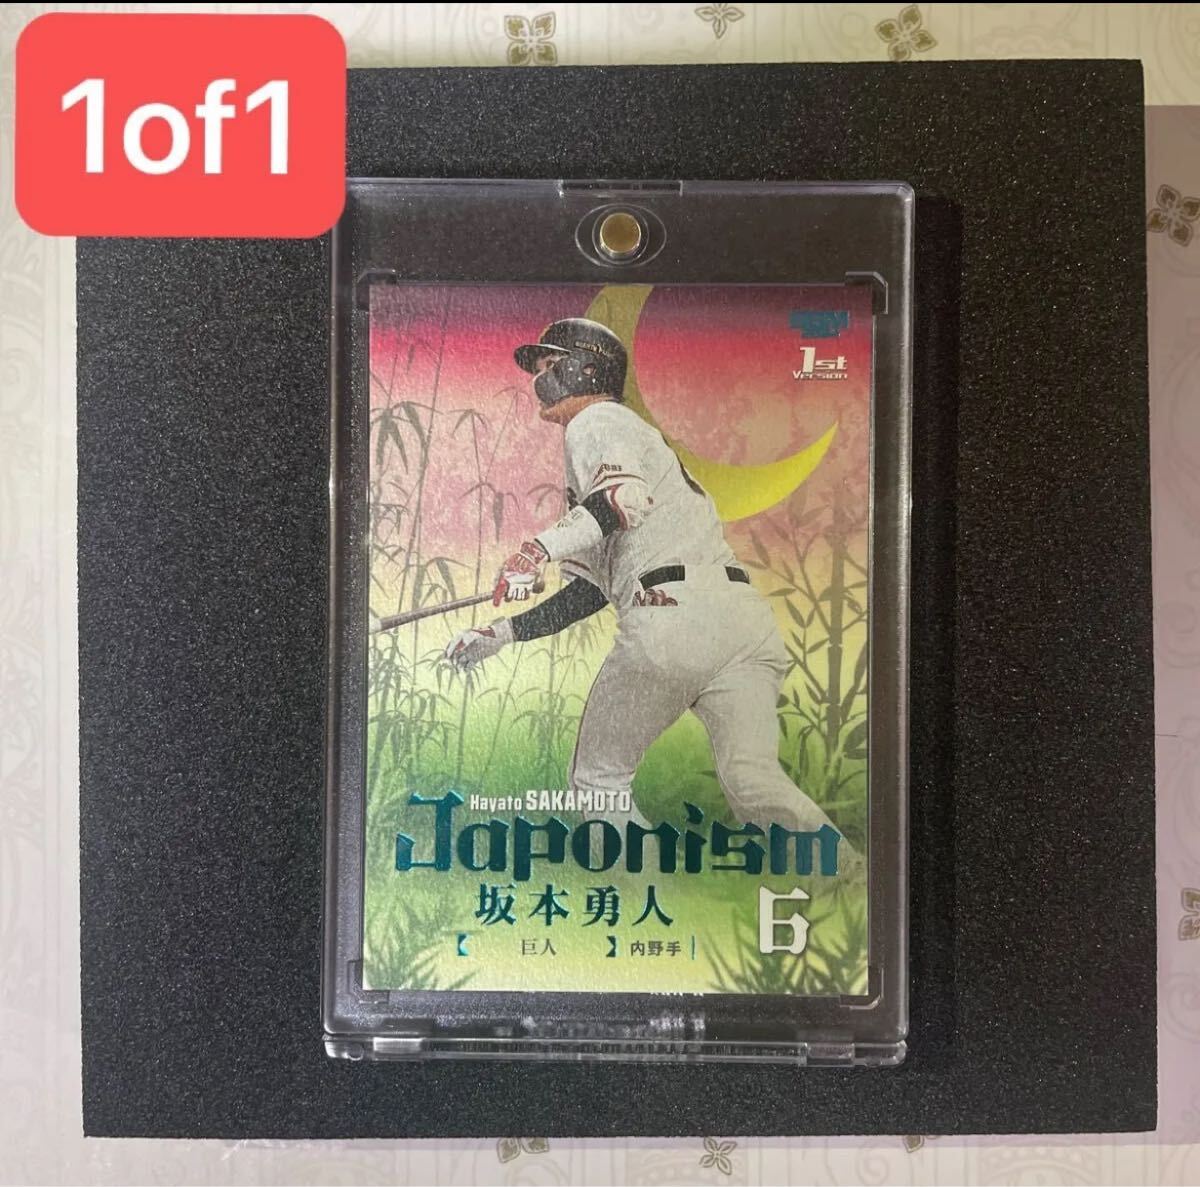 1of1
1st
Version
Hayato SAKAMOTO
Japonism
坂本勇人
6
【 巨人 】 内野手